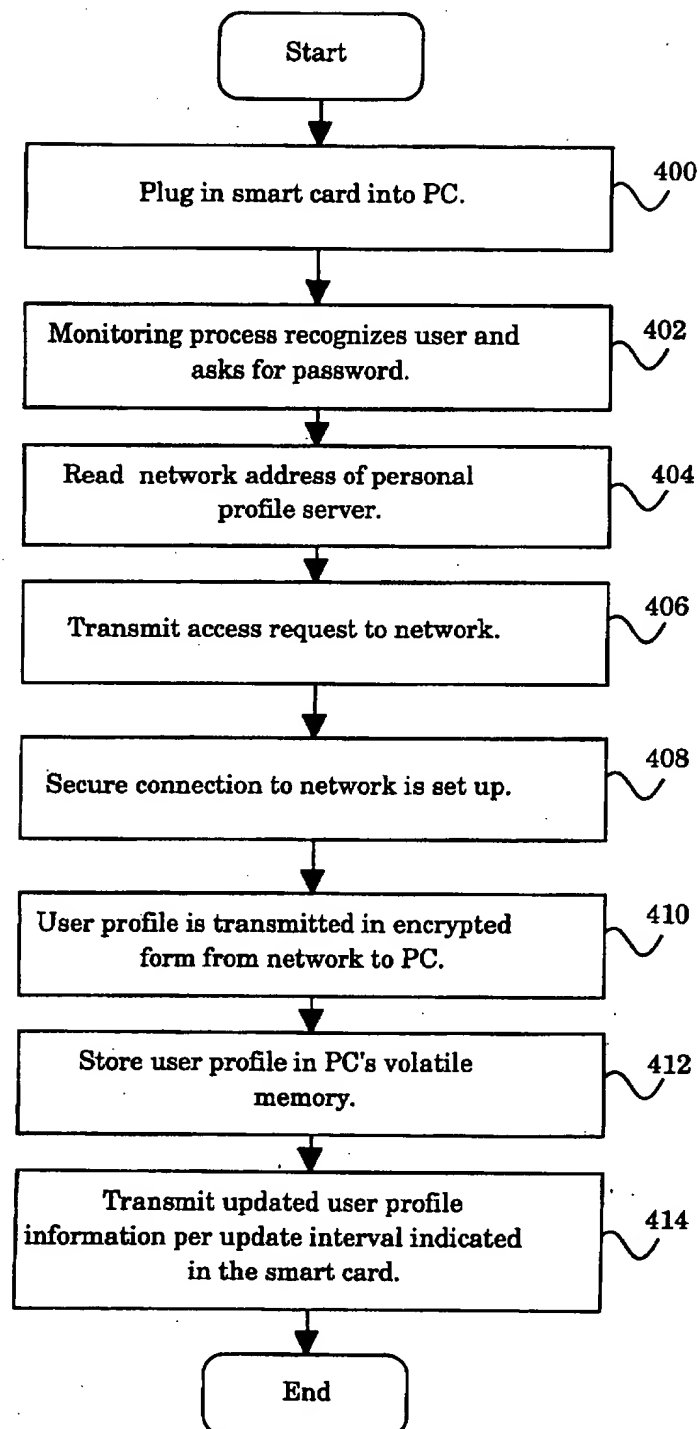 Start
Plug in smart card into PC.
400
Monitoring process recognizes user and
asks for password.
402
Read network address of personal
profile server.
404
Transmit access request to network.
406
Secure connection to network is set up.
408
User profile is transmitted in encrypted
form from network to PC.
410
Store user profile in PC's volatile
memory.
412
Transmit updated user profile
information per update interval indicated
in the smart card.
414
End